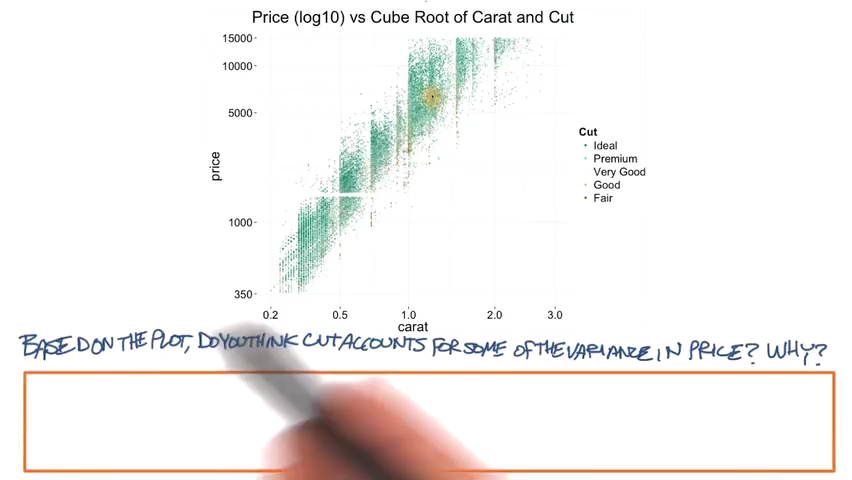 Price (log10) vs Cube Root of Carat and Cut
15000
10000
5000
1000
350
price
0.2 0.5 1.0 2.0 3.0
carat
Cut
Ideal
Premium
Very Good
Good
Fair
BASED ON THE PLOT, DO YOU THINK CUT ACCOUNTS FOR SOME OF THE VARIANCE IN PRICE? WHY?